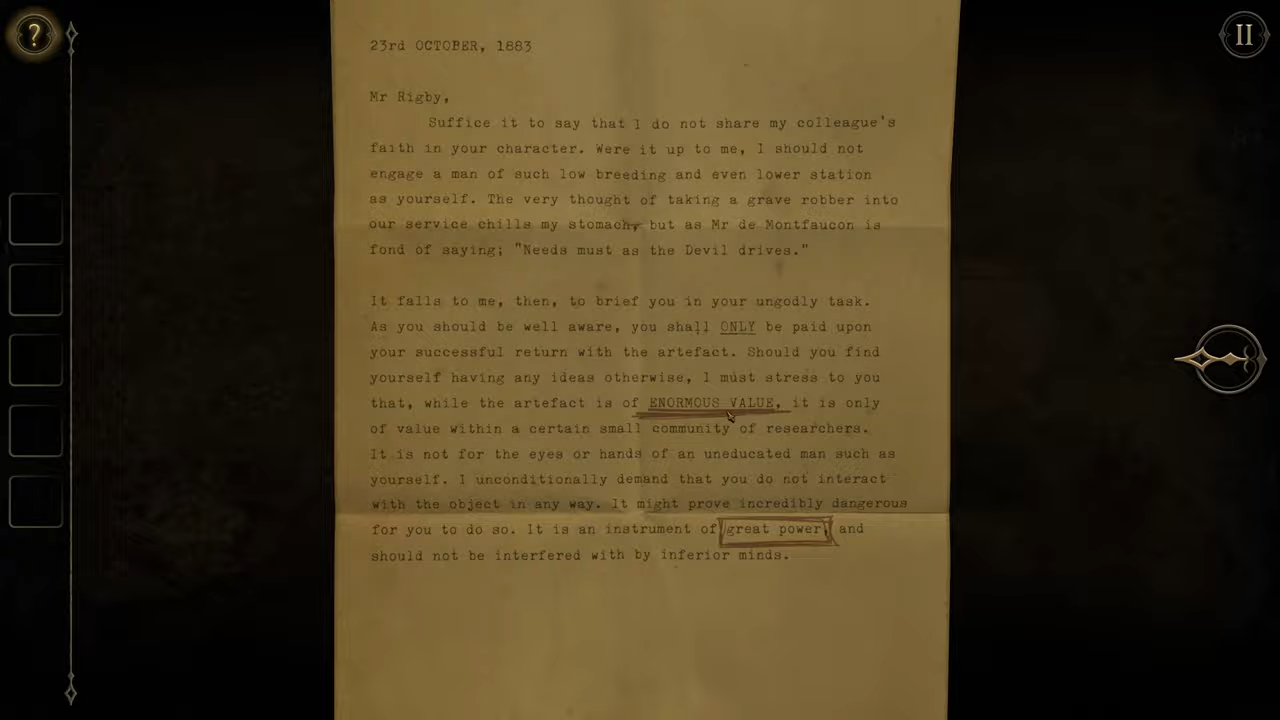 23rd OCTOBER, 1883
Mr Rigby,
Suffice it to say that I do not share my colleague's
faith in your character. Were it up to me, I should not
engage a man of such low breeding and even lower station
as yourself. The very thought of taking a grave robber into
our service chills my stomach, but as Mr de Montfaucon is
fond of saying; "Needs must as the Devil drives."
It falls to me, then, to brief you in your ungodly task.
As you should be well aware, you shall ONLY be paid upon
your successful return with the artefact. Should you find
yourself having any ideas otherwise, I must stress to you
that, while the artefact is of ENORMOUS VALUE, it is only
of value within a certain small community of researchers.
It is not for the eyes or hands of an uneducated man such as
yourself. I unconditionally demand that you do not interact
with the object in any way. It might prove incredibly dangerous
for you to do so. It is an instrument of great power, and
should not be interfered with by inferior minds.